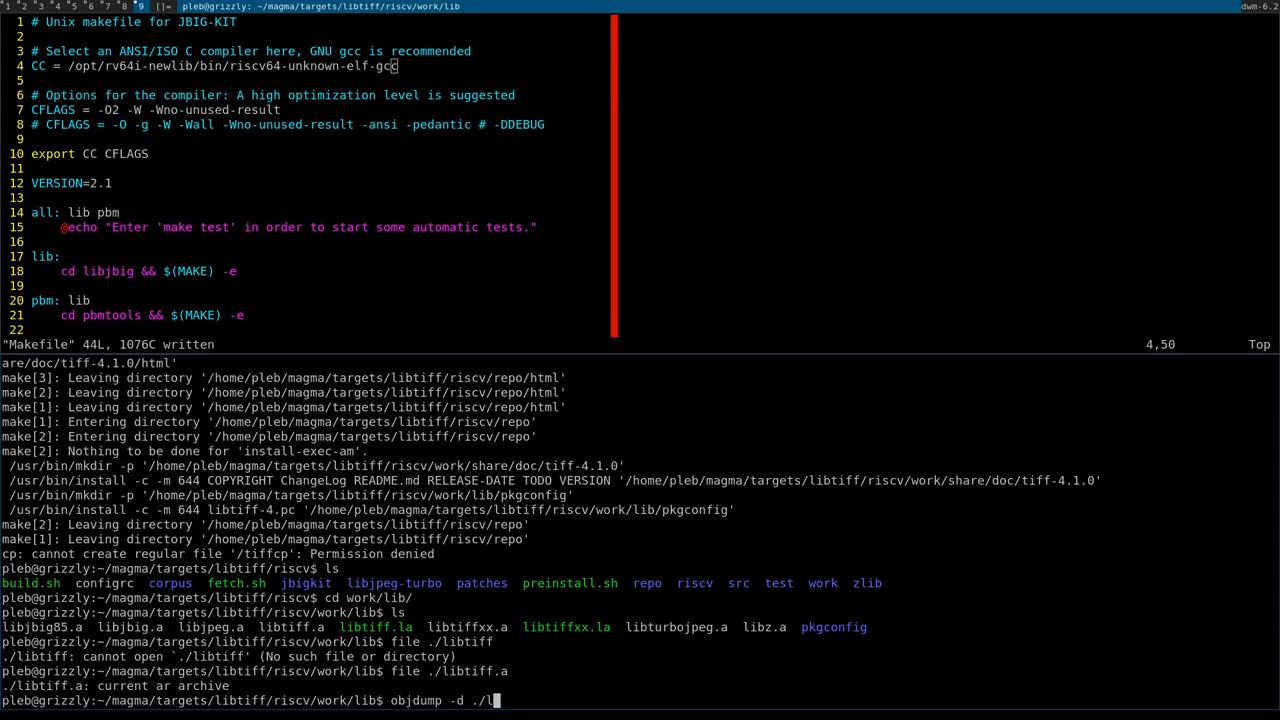 1 2 3 4 5 6 7 8 9 []= pleb@grizzly: ~/magma/targets/libtiff/riscv/work/lib dwm-6.2
1 # Unix makefile for JBIG-KIT
2
3 # Select an ANSI/ISO C compiler here, GNU gcc is recommended
4 CC = /opt/rv64i-newlib/bin/riscv64-unknown-elf-gcc
5
6 # Options for the compiler: A high optimization level is suggested
7 CFLAGS = -O2 -W -Wno-unused-result
8 # CFLAGS = -O -g -W -Wall -Wno-unused-result -ansi -pedantic # -DDEBUG
9
10 export CC CFLAGS
11
12 VERSION=2.1
13
14 all: lib pbm
15 @echo "Enter 'make test' in order to start some automatic tests."
16
17 lib:
18 cd libjbig && $(MAKE) -e
19
20 pbm: lib
21 cd pbmtools && $(MAKE) -e
22
"Makefile" 44L, 1076C written 4,50 Top
are/doc/tiff-4.1.0/html'
make[3]: Leaving directory '/home/pleb/magma/targets/libtiff/riscv/repo/html'
make[2]: Leaving directory '/home/pleb/magma/targets/libtiff/riscv/repo/html'
make[1]: Leaving directory '/home/pleb/magma/targets/libtiff/riscv/repo/html'
make[1]: Entering directory '/home/pleb/magma/targets/libtiff/riscv/repo'
make[2]: Entering directory '/home/pleb/magma/targets/libtiff/riscv/repo'
make[2]: Nothing to be done for 'install-exec-am'.
/usr/bin/mkdir -p '/home/pleb/magma/targets/libtiff/riscv/work/share/doc/tiff-4.1.0'
/usr/bin/install -c -m 644 COPYRIGHT ChangeLog README.md RELEASE-DATE TODO VERSION '/home/pleb/magma/targets/libtiff/riscv/work/share/doc/tiff-4.1.0'
/usr/bin/mkdir -p '/home/pleb/magma/targets/libtiff/riscv/work/lib/pkgconfig'
/usr/bin/install -c -m 644 libtiff-4.pc '/home/pleb/magma/targets/libtiff/riscv/work/lib/pkgconfig'
make[2]: Leaving directory '/home/pleb/magma/targets/libtiff/riscv/repo'
make[1]: Leaving directory '/home/pleb/magma/targets/libtiff/riscv/repo'
cp: cannot create regular file '/tiffcp': Permission denied
pleb@grizzly:~/magma/targets/libtiff/riscv$ ls
build.sh configrc corpus fetch.sh jbigkit libjpeg-turbo patches preinstall.sh repo riscv src test work zlib
pleb@grizzly:~/magma/targets/libtiff/riscv$ cd work/lib/
pleb@grizzly:~/magma/targets/libtiff/riscv/work/lib$ ls
libjbig85.a libjbig.a libjpeg.a libtiff.a libtiff.la libtiffxx.a libtiffxx.la libturbojpeg.a libz.a pkgconfig
pleb@grizzly:~/magma/targets/libtiff/riscv/work/lib$ file ./libtiff
./libtiff: cannot open `./libtiff' (No such file or directory)
pleb@grizzly:~/magma/targets/libtiff/riscv/work/lib$ file ./libtiff.a
./libtiff.a: current ar archive
pleb@grizzly:~/magma/targets/libtiff/riscv/work/lib$ objdump -d ./l